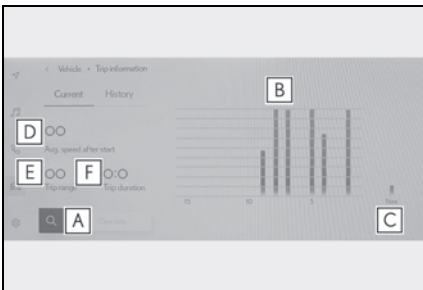 < Vehicle • Trip information
Current History
B
D OO
Avg. speed after start
E OO F O:O
Trip range Trip duration
A
15 10 5 Now
C